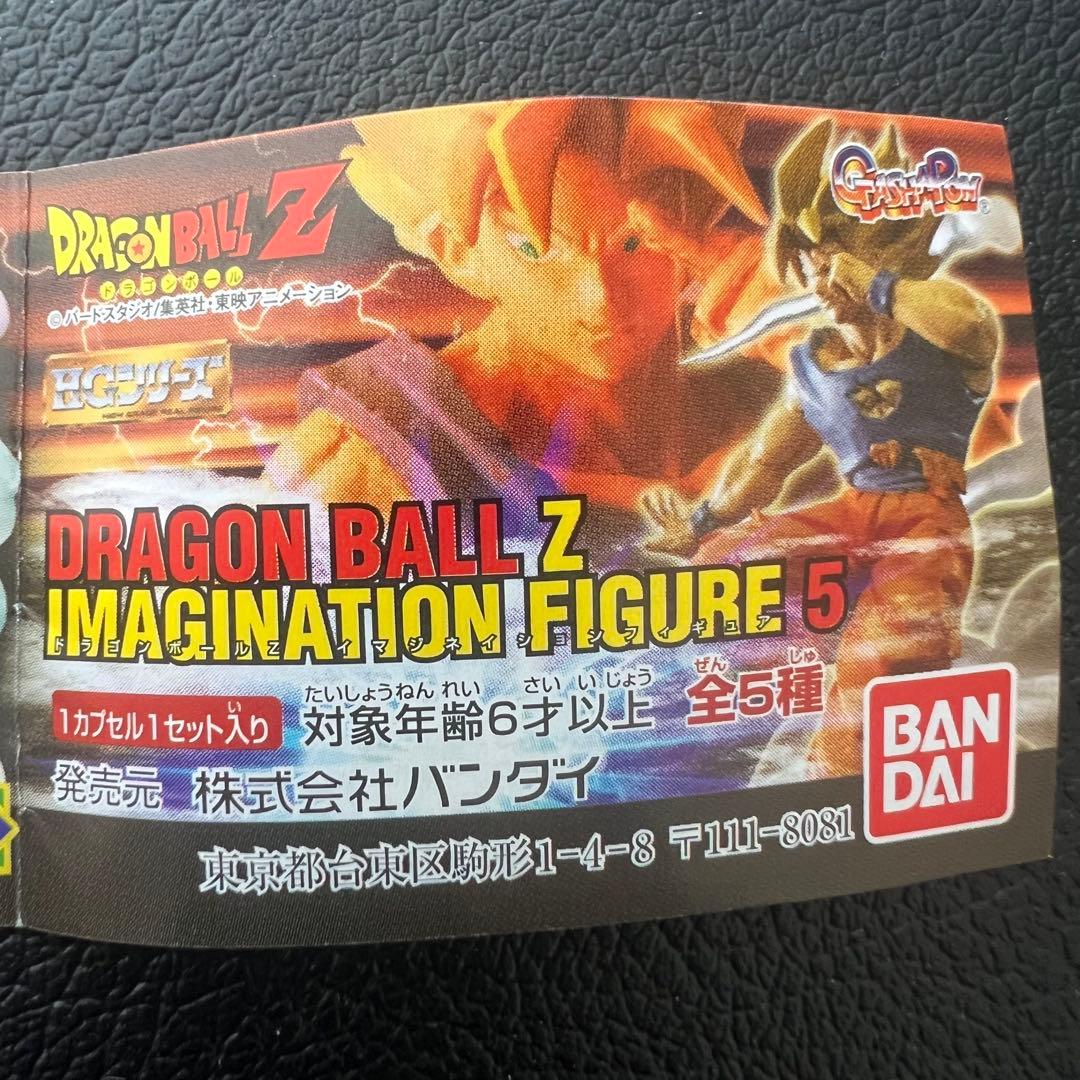 DRAGON BALL Z
ドラゴンボール
©バードスタジオ/集英社・東映アニメーション
GASHAPON®
HGシリーズ
DRAGON BALL Z
IMAGINATION FIGURE 5
ドラゴンボールZ イマジネイションフィギュア
1カプセル1セット入り
い
たいしょうねんれい さいいじょう
対象年齢6才以上
ぜん しゅ
全5種
発売元 株式会社バンダイ
BAN
DAI
東京都台東区駒形1-4-8 〒111-8081